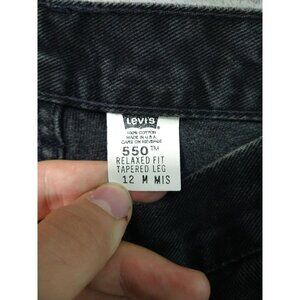 Levi's
100% COTTON
MADE IN U.S.A.
CARE ON REVERSE
550™
RELAXED FIT
TAPERED LEG
12 M MIS